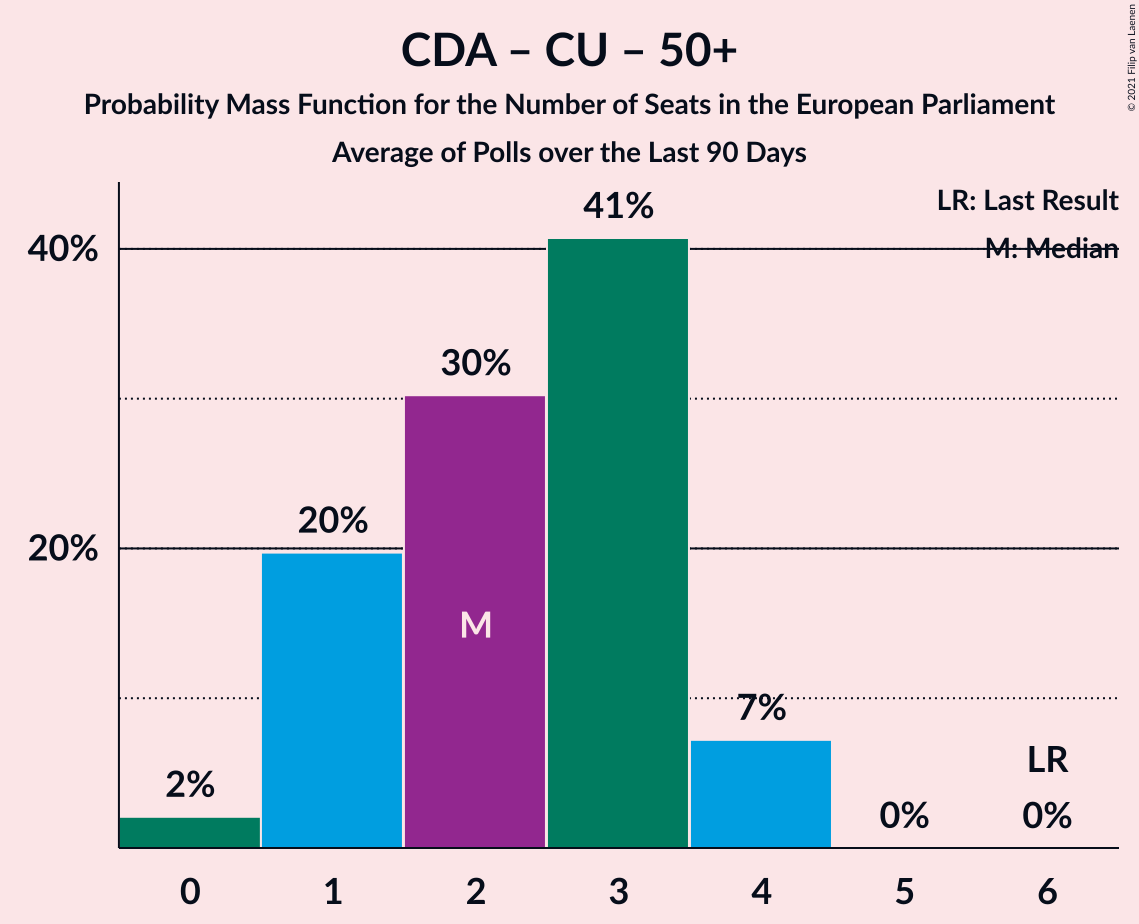 CDA – CU – 50+
Probability Mass Function for the Number of Seats in the European Parliament
Average of Polls over the Last 90 Days
© 2021 Filip van Laenen
LR: Last Result
M: Median
41%
40%
30%
20%
20%
M
7%
2%
LR
0%
0%
0 1 2 3 4 5 6